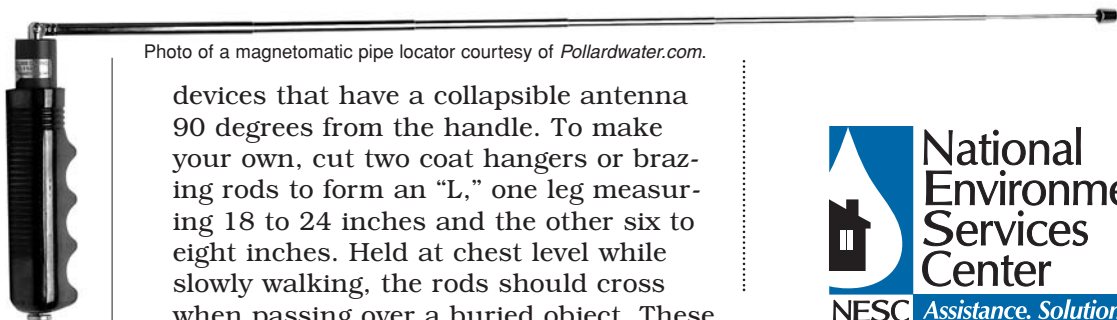 Photo of a magnetomatic pipe locator courtesy of Pollardwater.com.
devices that have a collapsible antenna
90 degrees from the handle. To make
your own, cut two coat hangers or braz-
ing rods to form an “L,” one leg measur-
ing 18 to 24 inches and the other six to
eight inches. Held at chest level while
slowly walking, the rods should cross
when passing over a buried object. These
National
Environme
Services
Center
NESC Assistance. Solution